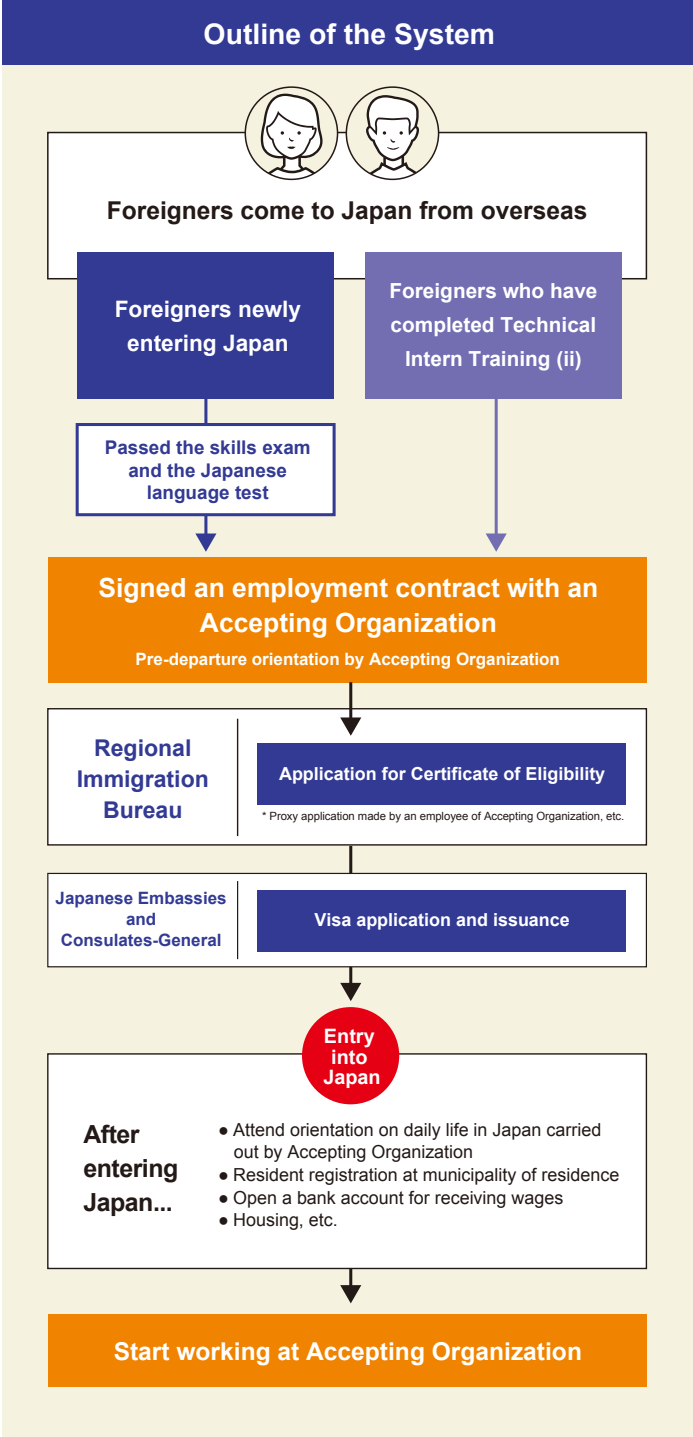 Outline of the System
Foreigners come to Japan from overseas
Foreigners newly
entering Japan
Foreigners who have
completed Technical
Intern Training (ii)
Passed the skills exam
and the Japanese
language test
Signed an employment contract with an
Accepting Organization
Pre-departure orientation by Accepting Organization
Regional
Immigration
Bureau
Application for Certificate of Eligibility
* Proxy application made by an employee of Accepting Organization, etc.
Japanese Embassies
and
Consulates-General
Visa application and issuance
Entry
into
Japan
After
entering
Japan...
● Attend orientation on daily life in Japan carried
out by Accepting Organization
● Resident registration at municipality of residence
● Open a bank account for receiving wages
● Housing, etc.
Start working at Accepting Organization